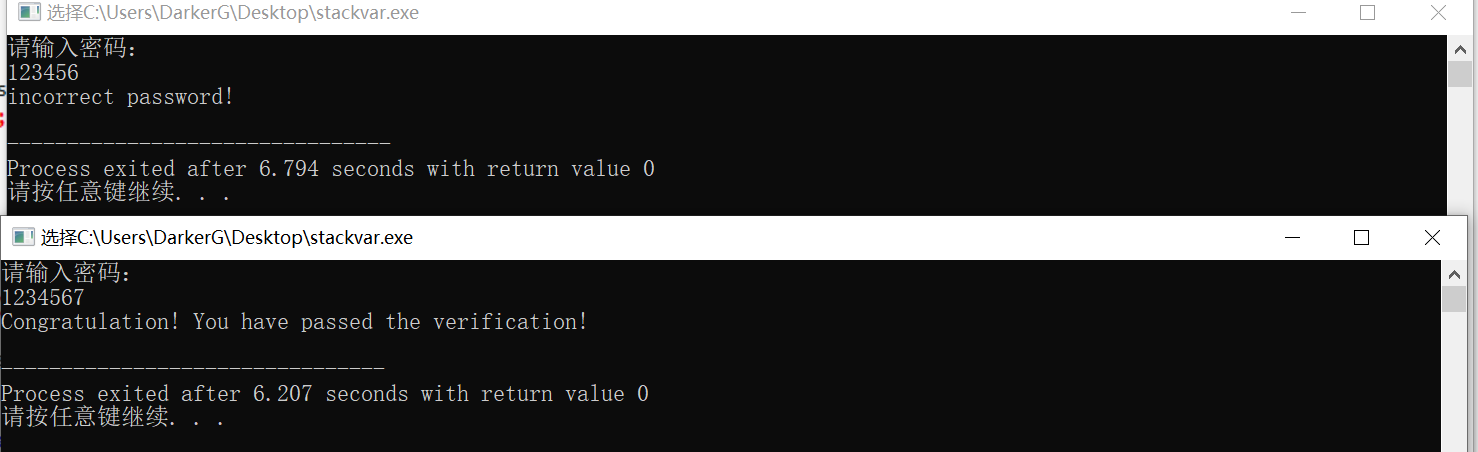 选择C:\Users\DarkerG\Desktop\stackvar.exe
请输入密码：
123456
incorrect password!
--------------------------------
Process exited after 6.794 seconds with return value 0
请按任意键继续. . .
选择C:\Users\DarkerG\Desktop\stackvar.exe
请输入密码：
1234567
Congratulation! You have passed the verification!
--------------------------------
Process exited after 6.207 seconds with return value 0
请按任意键继续. . .